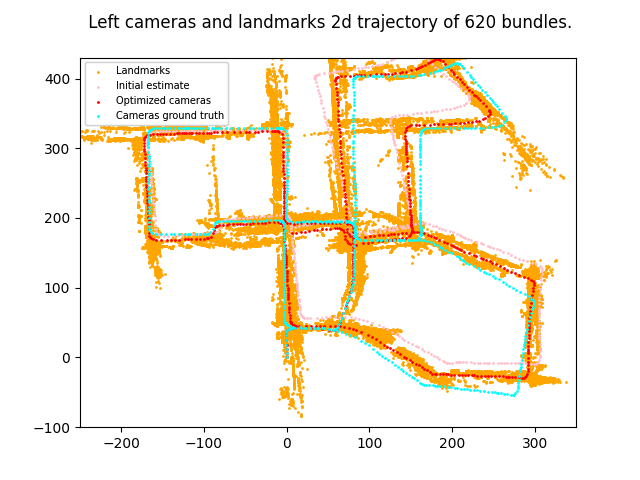 Left cameras and landmarks 2d trajectory of 620 bundles.
Landmarks
Initial estimate
Optimized cameras
Cameras ground truth
400
300
200
100
0
−100
−200 −100 0 100 200 300